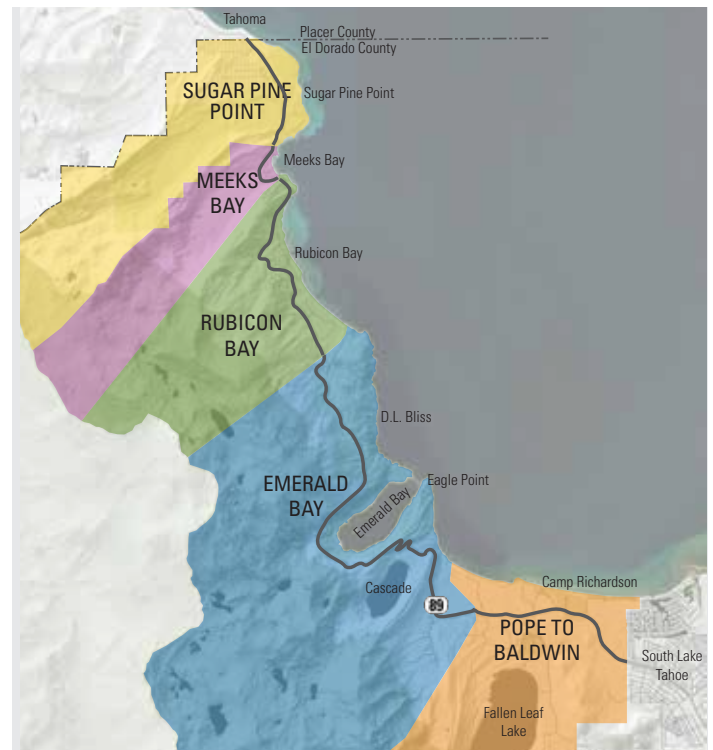 Tahoma
Placer County
El Dorado County
SUGAR PINE
POINT
Sugar Pine Point
Meeks Bay
MEEKS
BAY
Rubicon Bay
RUBICON
BAY
D.L. Bliss
EMERALD
BAY
Eagle Point
Emerald Bay
Cascade
Camp Richardson
89
POPE TO
BALDWIN
South Lake
Tahoe
Fallen Leaf
Lake